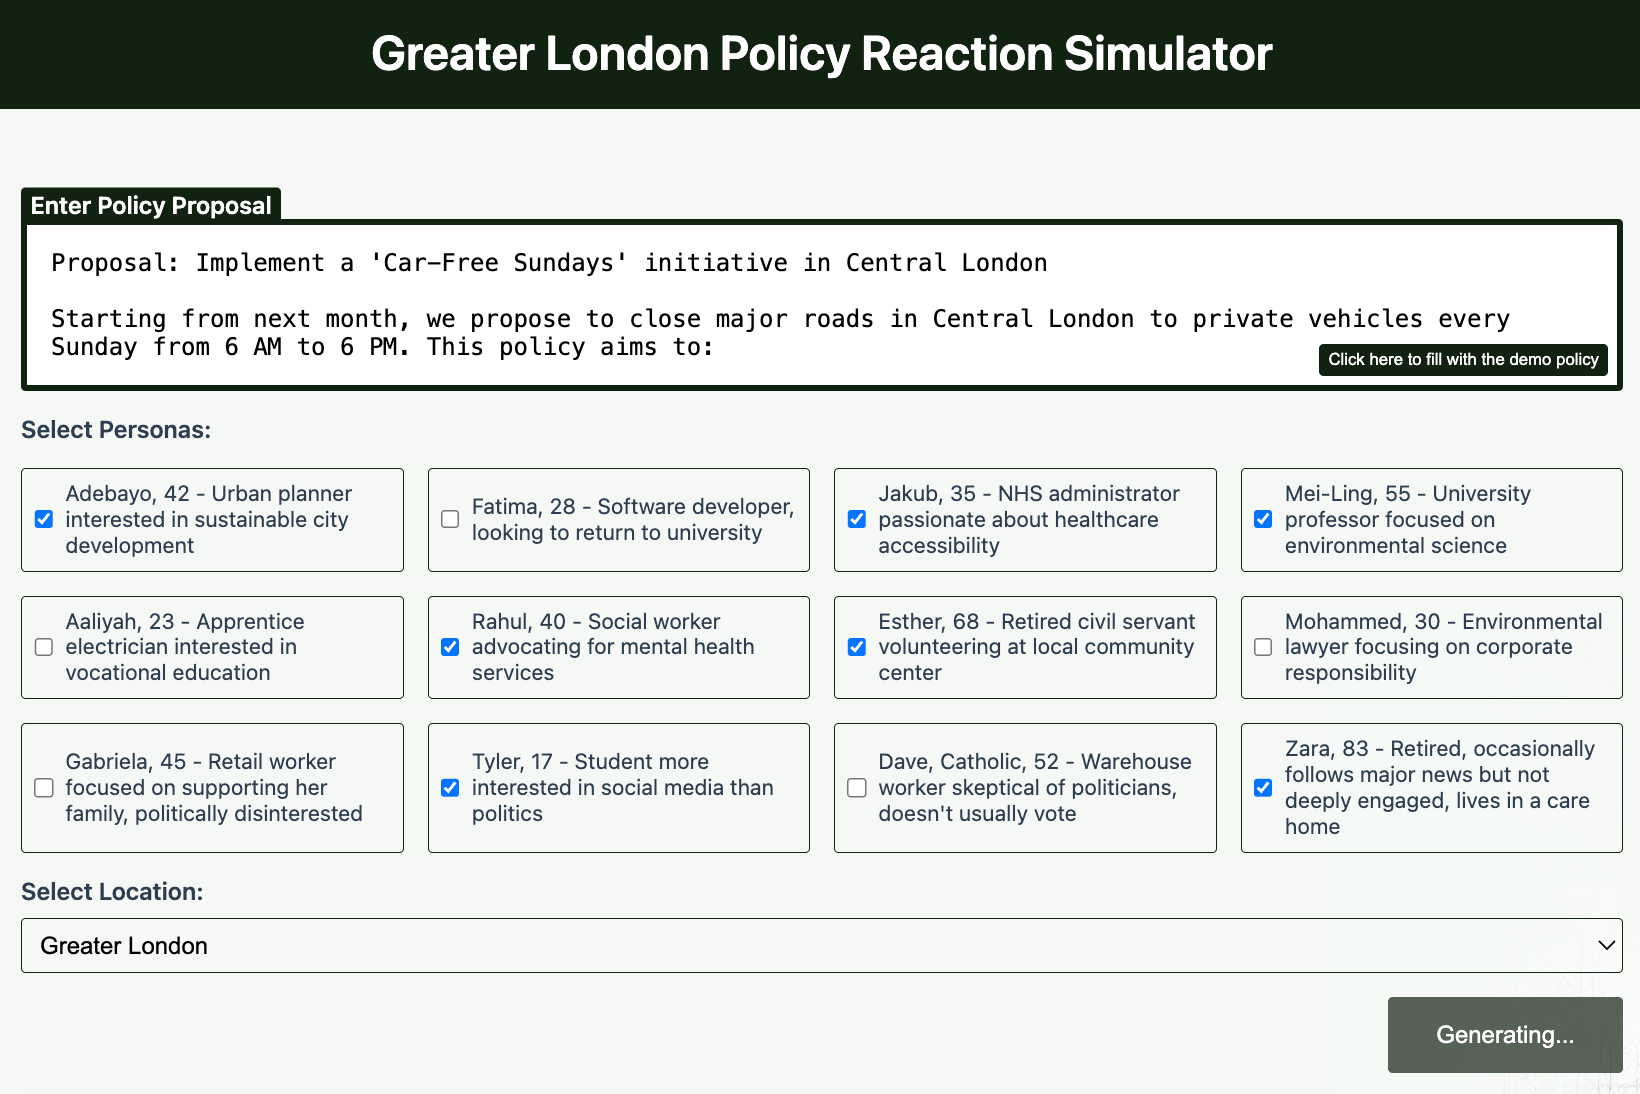 Greater London Policy Reaction Simulator
Enter Policy Proposal
Proposal: Implement a 'Car-Free Sundays' initiative in Central London
Starting from next month, we propose to close major roads in Central London to private vehicles every
Sunday from 6 AM to 6 PM. This policy aims to:
Click here to fill with the demo policy
Select Personas:
Adebayo, 42 - Urban planner
interested in sustainable city
development
Fatima, 28 - Software developer,
looking to return to university
Jakub, 35 - NHS administrator
passionate about healthcare
accessibility
Mei-Ling, 55 - University
professor focused on
environmental science
Aaliyah, 23 - Apprentice
electrician interested in
vocational education
Rahul, 40 - Social worker
advocating for mental health
services
Esther, 68 - Retired civil servant
volunteering at local community
center
Mohammed, 30 - Environmental
lawyer focusing on corporate
responsibility
Gabriela, 45 - Retail worker
focused on supporting her
family, politically disinterested
Tyler, 17 - Student more
interested in social media than
politics
Dave, Catholic, 52 - Warehouse
worker skeptical of politicians,
doesn't usually vote
Zara, 83 - Retired, occasionally
follows major news but not
deeply engaged, lives in a care
home
Select Location:
Greater London
Generating...